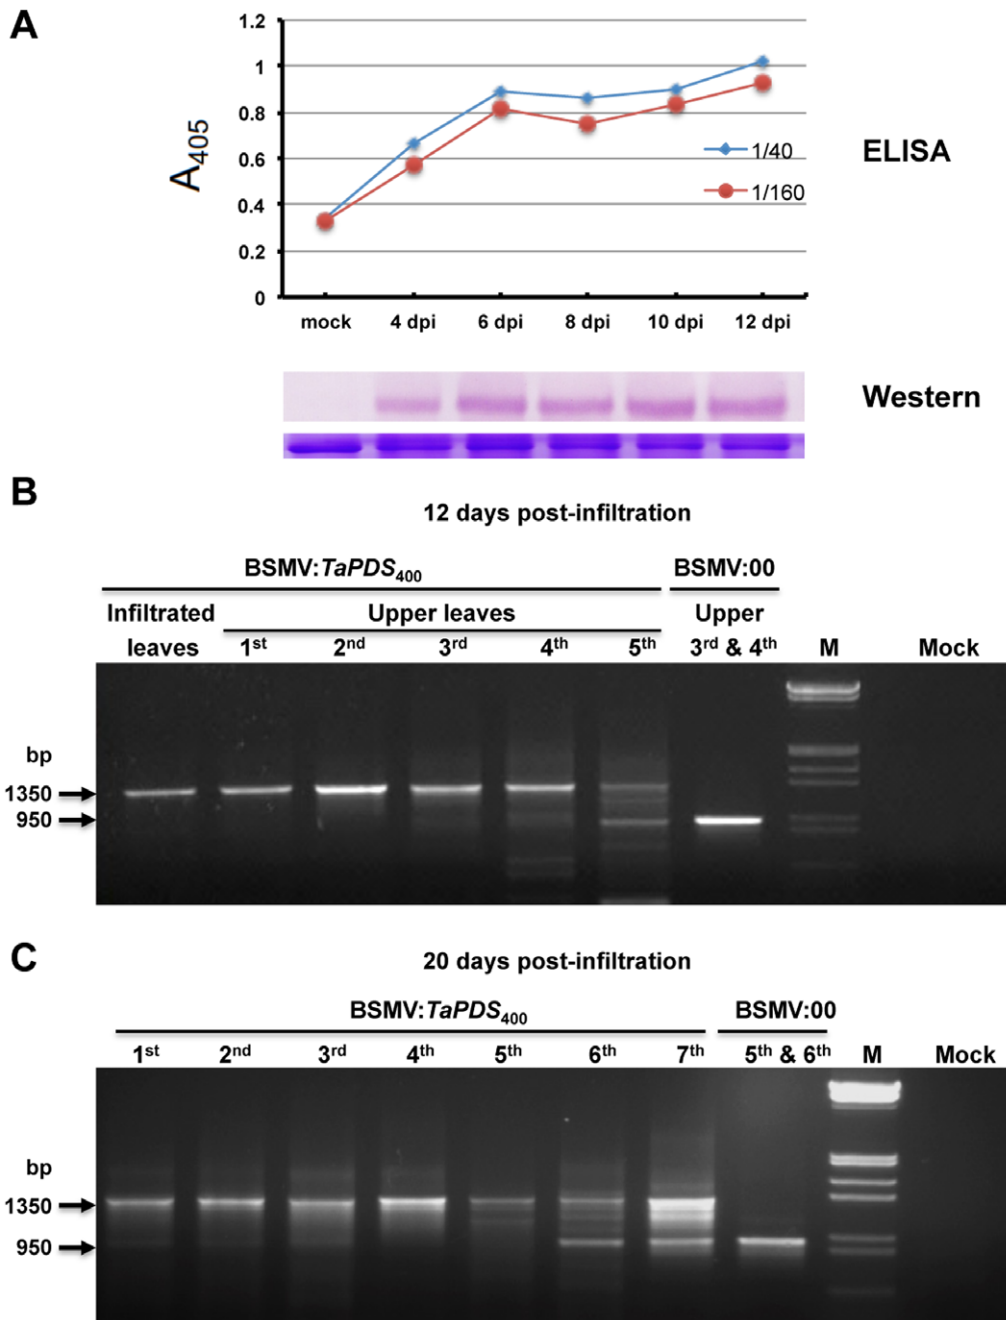 A
1.2
1
0.8
0.6
0.4
0.2
0
A405
1/40
1/160
ELISA
mock 4 dpi 6 dpi 8 dpi 10 dpi 12 dpi
Western
B
12 days post-infiltration
BSMV:TaPDS400 BSMV:00
Infiltrated leaves
Upper leaves
Upper
1st 2nd 3rd 4th 5th 3rd & 4th M Mock
bp
1350
950
C
20 days post-infiltration
BSMV:TaPDS400 BSMV:00
1st 2nd 3rd 4th 5th 6th 7th 5th & 6th M Mock
bp
1350
950